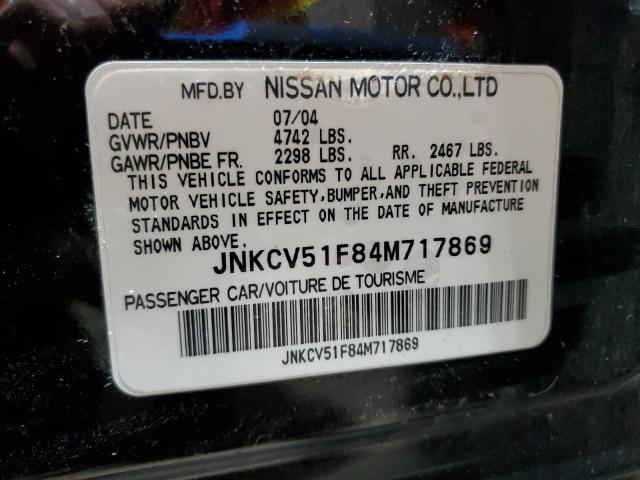 MFD.BY NISSAN MOTOR CO.,LTD
DATE 07/04
GVWR/PNBV 4742 LBS.
GAWR/PNBE FR. 2298 LBS. RR. 2467 LBS.
THIS VEHICLE CONFORMS TO ALL APPLICABLE FEDERAL
MOTOR VEHICLE SAFETY,BUMPER,AND THEFT PREVENTION
STANDARDS IN EFFECT ON THE DATE OF MANUFACTURE
SHOWN ABOVE. JNKCV51F84M717869
PASSENGER CAR/VOITURE DE TOURISME
JNKCV51F84M717869